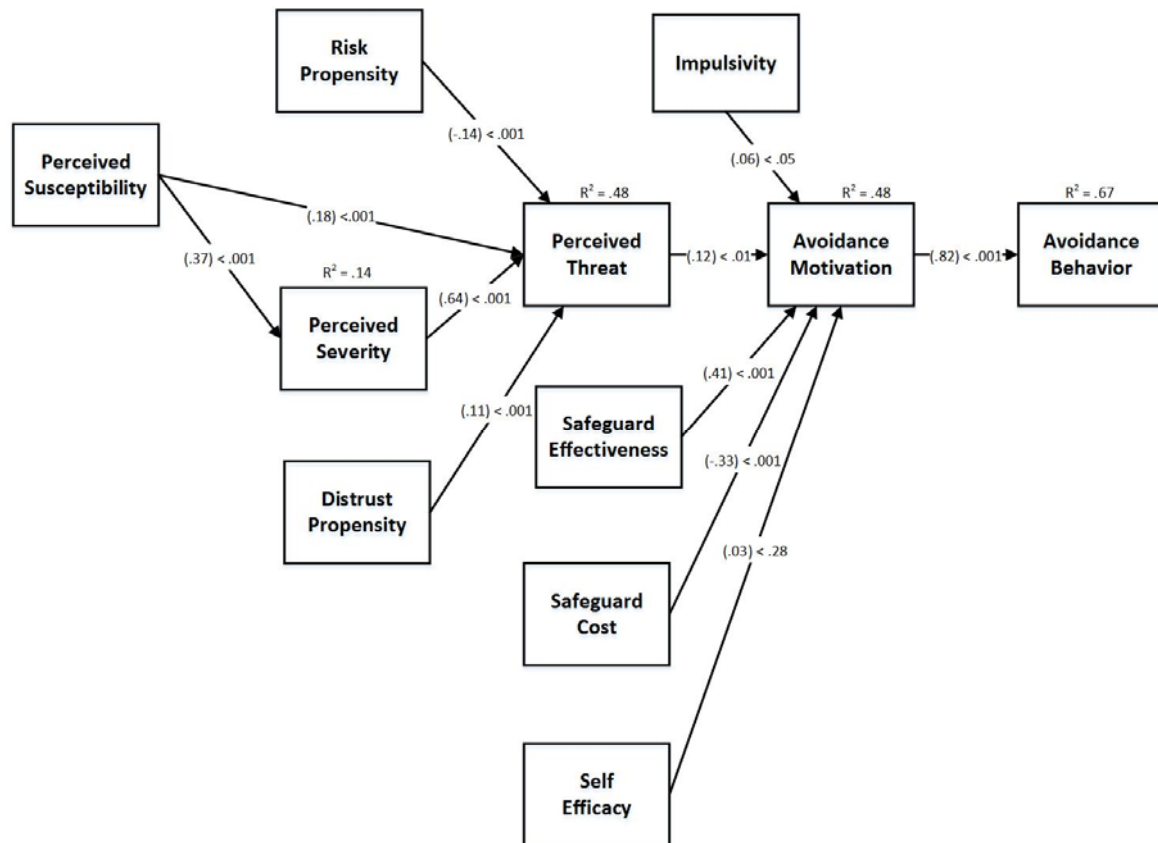 Risk
Propensity
Impulsivity
Perceived
Susceptibility
(-.14) < .001
(.06) < .05
R² = .48
R² = .48
R² = .67
(.18) <.001
Perceived
Threat
(.12) < .01
Avoidance
Motivation
(.82) < .001
Avoidance
Behavior
(.37) < .001
R² = .14
(.64) < .001
Perceived
Severity
(.41) < .001
(.11) < .001
Safeguard
Effectiveness
(-.33) < .001
Distrust
Propensity
(.03) < .28
Safeguard
Cost
Self
Efficacy